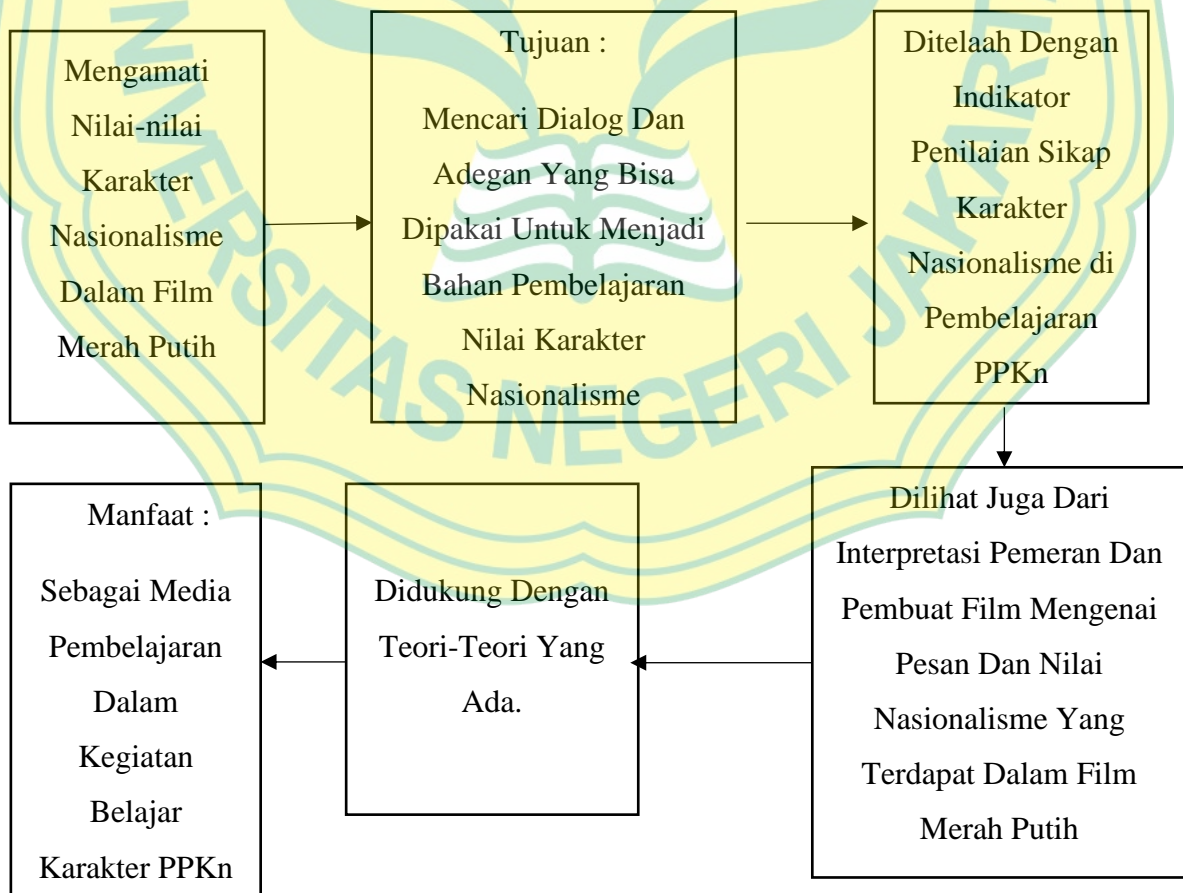 Mengamati
Nilai-nilai
Karakter
Nasionalisme
Dalam Film
Merah Putih
Tujuan :
Mencari Dialog Dan
Adegan Yang Bisa
Dipakai Untuk Menjadi
Bahan Pembelajaran
Nilai Karakter
Nasionalisme
Ditelaah Dengan
Indikator
Penilaian Sikap
Karakter
Nasionalisme di
Pembelajaran
PPKn
Dilihat Juga Dari
Interpretasi Pemeran Dan
Pembuat Film Mengenai
Pesan Dan Nilai
Nasionalisme Yang
Terdapat Dalam Film
Merah Putih
Didukung Dengan
Teori-Teori Yang
Ada.
Manfaat :
Sebagai Media
Pembelajaran
Dalam
Kegiatan
Belajar
Karakter PPKn
NIVERSITAS NEGERI JAKART